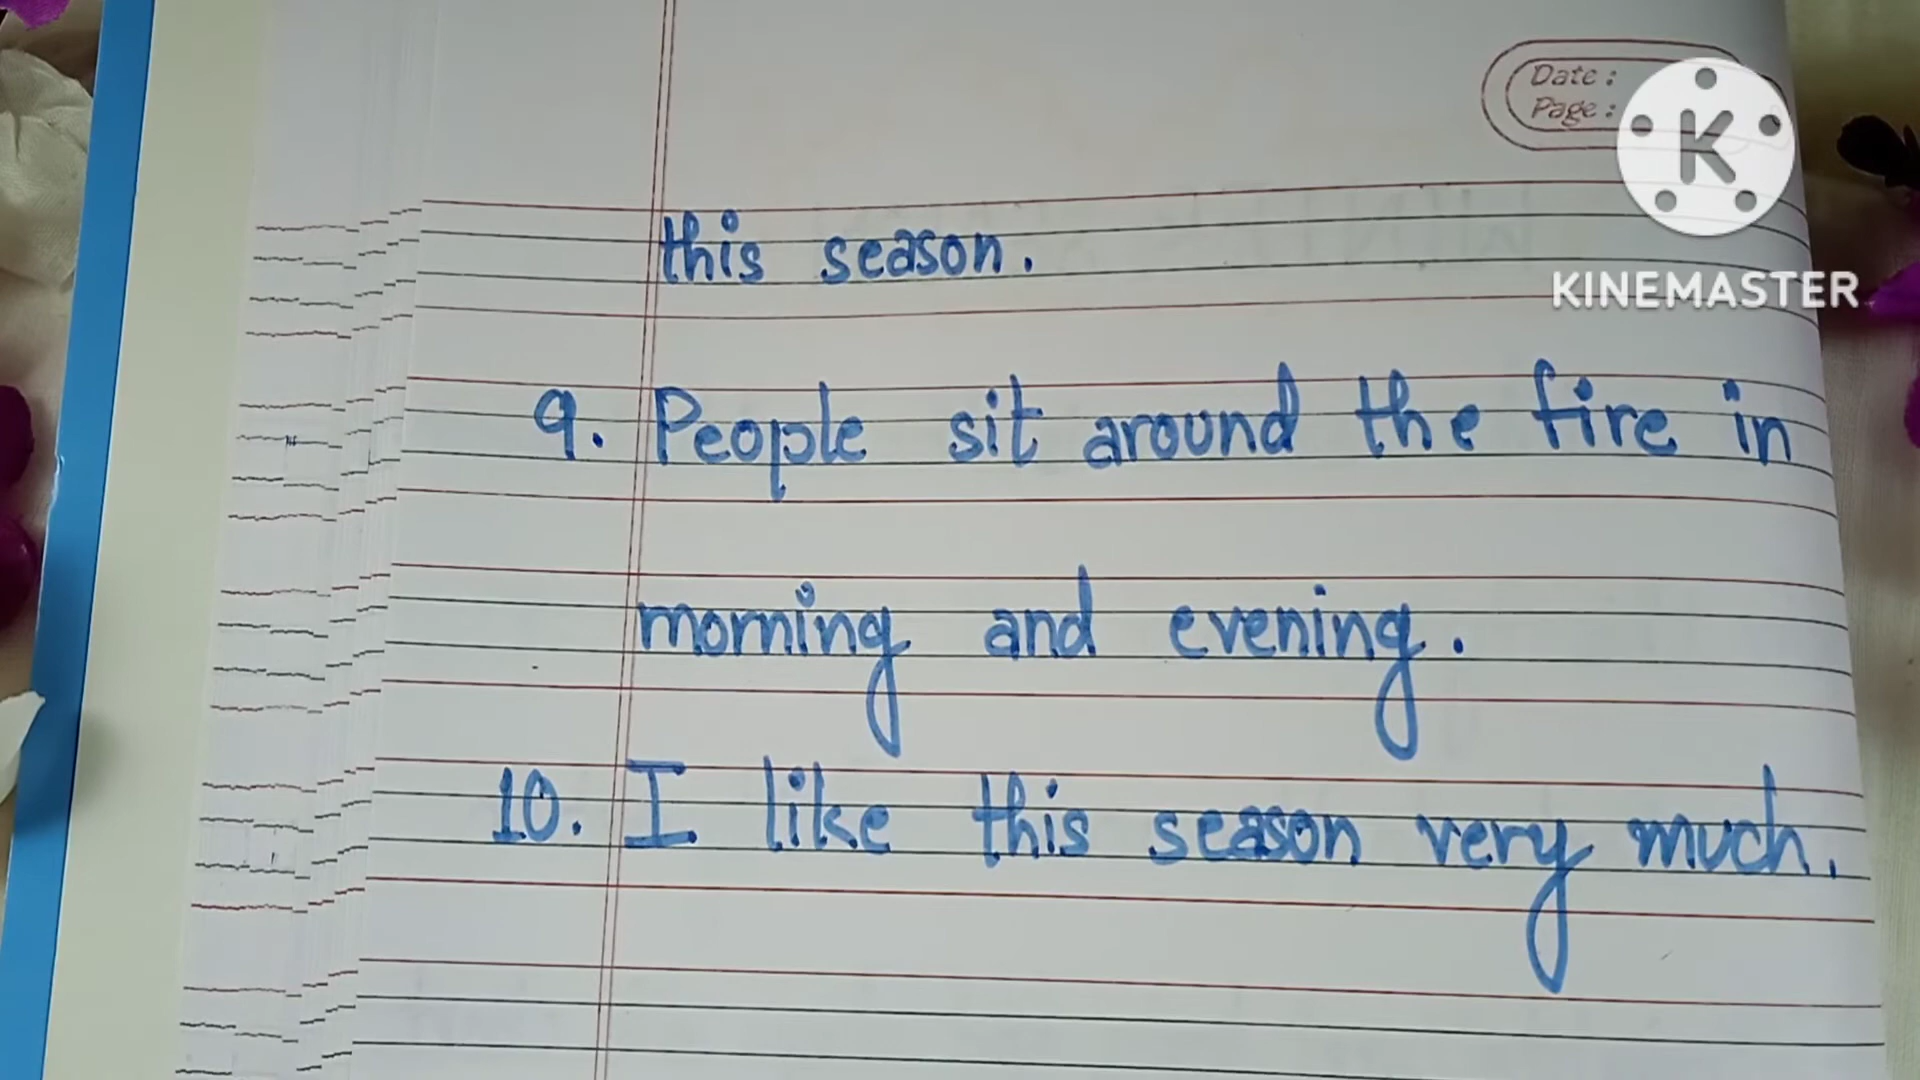 Date :
Page :
KINEMASTER
this season.
9. People sit around the fire in
morning and evening.
10. I like this season very much.